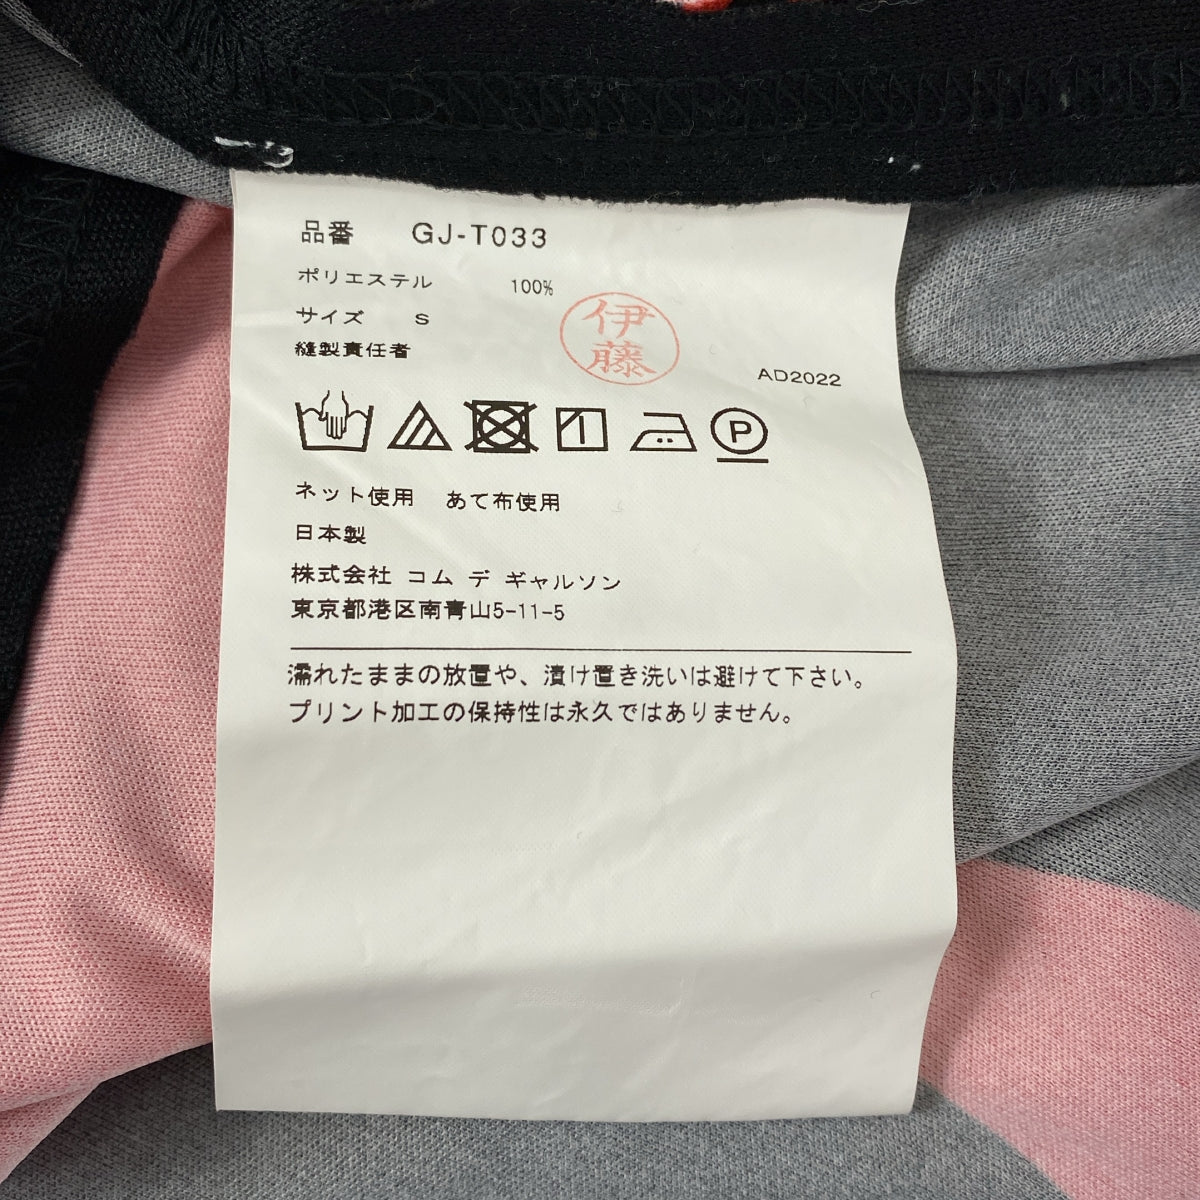 品番 GJ-T033
ポリエステル 100%
サイズ S
縫製責任者
伊
藤
AD2022
P
ネット使用 あて布使用
日本製
株式会社 コム デ ギャルソン
東京都港区南青山5-11-5
濡れたままの放置や、漬け置き洗いは避けて下さい。
プリント加工の保持性は永久ではありません。